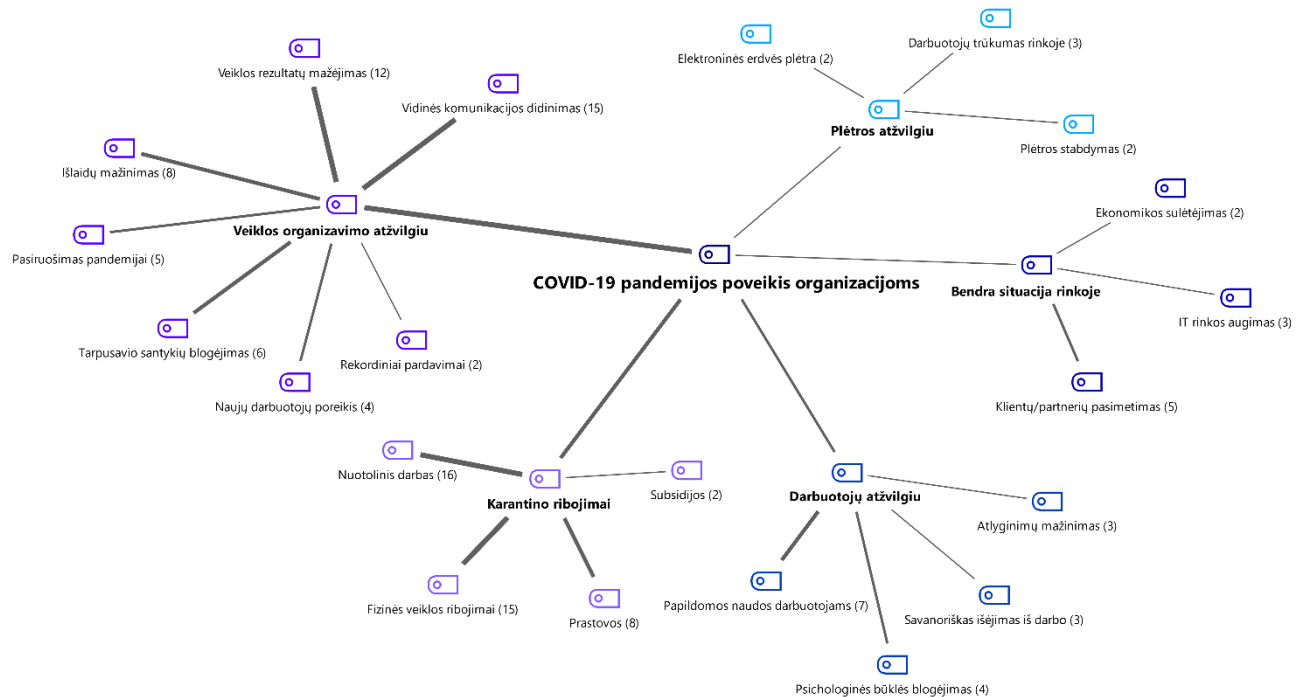 Darbuotojų trūkumas rinkoje (3)
Elektroninės erdvės plėtra (2)
Veiklos rezultatų mažėjimas (12)
Vidinės komunikacijos didinimas (15)
Plėtros atžvilgiu
Plėtros stabdymas (2)
Išlaidų mažinimas (8)
Ekonomikos sulėtėjimas (2)
Veiklos organizavimo atžvilgiu
Pasiruošimas pandemijai (5)
COVID-19 pandemijos poveikis organizacijoms
Bendra situacija rinkoje
IT rinkos augimas (3)
Tarpusavio santykių blogėjimas (6)
Rekordiniai pardavimai (2)
Naujų darbuotojų poreikis (4)
Klientų/partnerių pasimetimas (5)
Nuotolinis darbas (16)
Subsidijos (2)
Karantino ribojimai
Darbuotojų atžvilgiu
Atlyginimų mažinimas (3)
Fizinės veiklos ribojimai (15)
Prastovos (8)
Papildomos naudos darbuotojams (7)
Savanoriškas išėjimas iš darbo (3)
Psichologinės būklės blogėjimas (4)